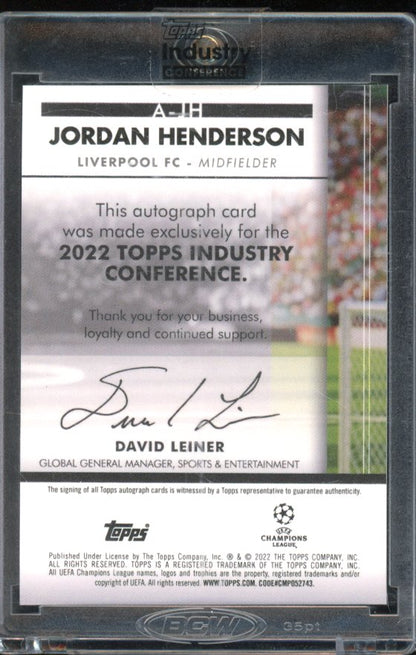 Topps
Industry
CONFERENCE
A-JH
JORDAN HENDERSON
LIVERPOOL FC - MIDFIELDER
This autograph card
was made exclusively for the
2022 TOPPS INDUSTRY
CONFERENCE.
Thank you for your business,
loyalty and continued support.
DAVID LEINER
GLOBAL GENERAL MANAGER, SPORTS & ENTERTAINMENT
The signing of all Topps autograph cards is witnessed by a Topps representative to guarantee authenticity.
topps
UEFA
CHAMPIONS
LEAGUE
Published Under License by The Topps Company, Inc. ® & © 2022 THE TOPPS COMPANY, INC.
ALL RIGHTS RESERVED. TOPPS IS A REGISTERED TRADEMARK OF THE TOPPS COMPANY, INC.
All UEFA Champions League names, logos and trophies are the property, registered trademarks and/or
copyright of UEFA. All rights reserved. WWW.TOPPS.COM. CODE#CMP052743.
BCW 35pt